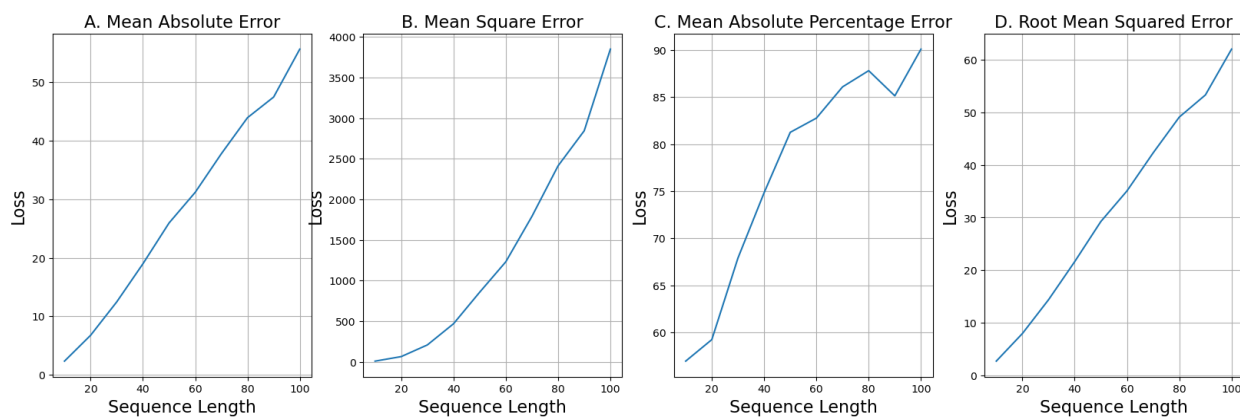 A. Mean Absolute Error
50
40
30
20
10
0
Loss
20 40 60 80 100
Sequence Length
B. Mean Square Error
4000
3500
3000
2500
2000
1500
1000
500
0
Loss
20 40 60 80 100
Sequence Length
C. Mean Absolute Percentage Error
90
85
80
75
70
65
60
Loss
20 40 60 80 100
Sequence Length
D. Root Mean Squared Error
60
50
40
30
20
10
0
Loss
20 40 60 80 100
Sequence Length